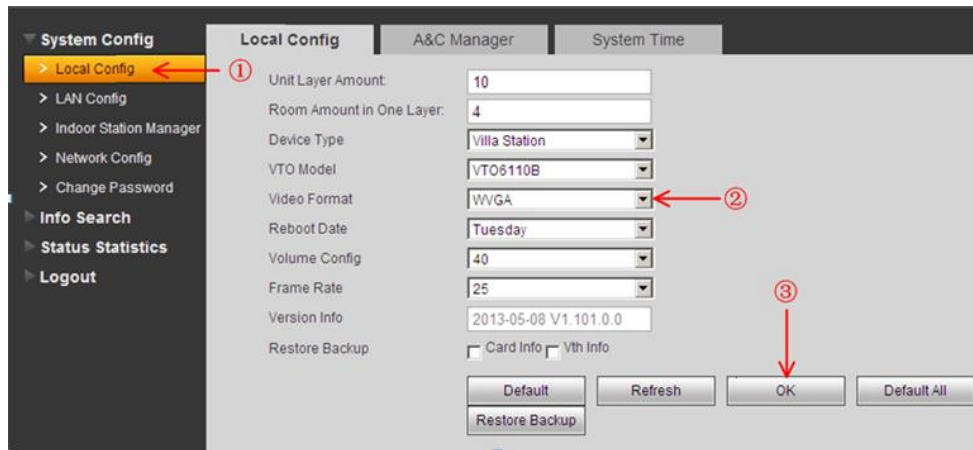 System Config
> Local Config
> LAN Config
> Indoor Station Manager
> Network Config
> Change Password
Info Search
Status Statistics
Logout
①
Local Config A&C Manager System Time
Unit Layer Amount: 10
Room Amount in One Layer: 4
Device Type Villa Station
VTO Model VTO6110B
Video Format WVGA
②
Reboot Date Tuesday
Volume Config 40
Frame Rate 25
③
Version Info 2013-05-08 V1.101.0.0
Restore Backup Card Info Vth Info
Default Refresh OK Default All
Restore Backup